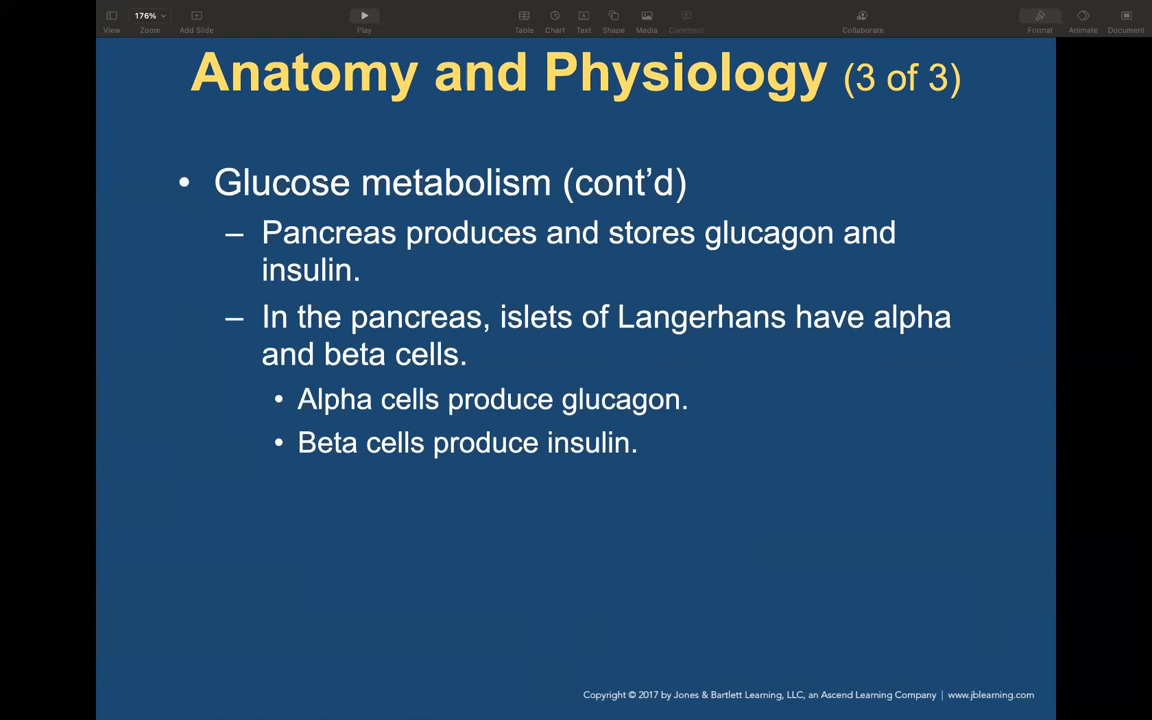 176%
View Zoom Add Slide Play Table Chart Text Shape Media Comment Collaborate Format Animate Document
Anatomy and Physiology (3 of 3)
• Glucose metabolism (cont’d)
– Pancreas produces and stores glucagon and
insulin.
– In the pancreas, islets of Langerhans have alpha
and beta cells.
• Alpha cells produce glucagon.
• Beta cells produce insulin.
Copyright © 2017 by Jones & Bartlett Learning, LLC, an Ascend Learning Company | www.jblearning.com